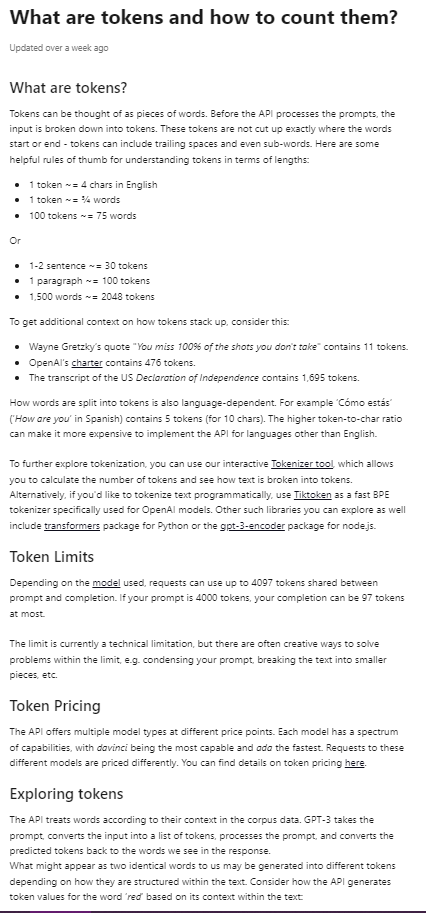 What are tokens and how to count them?
Updated over a week ago
What are tokens?
Tokens can be thought of as pieces of words. Before the API processes the prompts, the
input is broken down into tokens. These tokens are not cut up exactly where the words
start or end - tokens can include trailing spaces and even sub-words. Here are some
helpful rules of thumb for understanding tokens in terms of lengths:
• 1 token ~= 4 chars in English
• 1 token ~= ¾ words
• 100 tokens ~= 75 words
Or
• 1-2 sentence ~= 30 tokens
• 1 paragraph ~= 100 tokens
• 1,500 words ~= 2048 tokens
To get additional context on how tokens stack up, consider this:
• Wayne Gretzky's quote "You miss 100% of the shots you don't take" contains 11 tokens.
• OpenAI's charter contains 476 tokens.
• The transcript of the US Declaration of Independence contains 1,695 tokens.
How words are split into tokens is also language-dependent. For example 'Cómo estás'
('How are you' in Spanish) contains 5 tokens (for 10 chars). The higher token-to-char ratio
can make it more expensive to implement the API for languages other than English.
To further explore tokenization, you can use our interactive Tokenizer tool, which allows
you to calculate the number of tokens and see how text is broken into tokens.
Alternatively, if you'd like to tokenize text programmatically, use Tiktoken as a fast BPE
tokenizer specifically used for OpenAI models. Other such libraries you can explore as well
include transformers package for Python or the gpt-3-encoder package for node.js.
Token Limits
Depending on the model used, requests can use up to 4097 tokens shared between
prompt and completion. If your prompt is 4000 tokens, your completion can be 97 tokens
at most.
The limit is currently a technical limitation, but there are often creative ways to solve
problems within the limit, e.g. condensing your prompt, breaking the text into smaller
pieces, etc.
Token Pricing
The API offers multiple model types at different price points. Each model has a spectrum
of capabilities, with davinci being the most capable and ada the fastest. Requests to these
different models are priced differently. You can find details on token pricing here.
Exploring tokens
The API treats words according to their context in the corpus data. GPT-3 takes the
prompt, converts the input into a list of tokens, processes the prompt, and converts the
predicted tokens back to the words we see in the response.
What might appear as two identical words to us may be generated into different tokens
depending on how they are structured within the text. Consider how the API generates
token values for the word 'red' based on its context within the text: